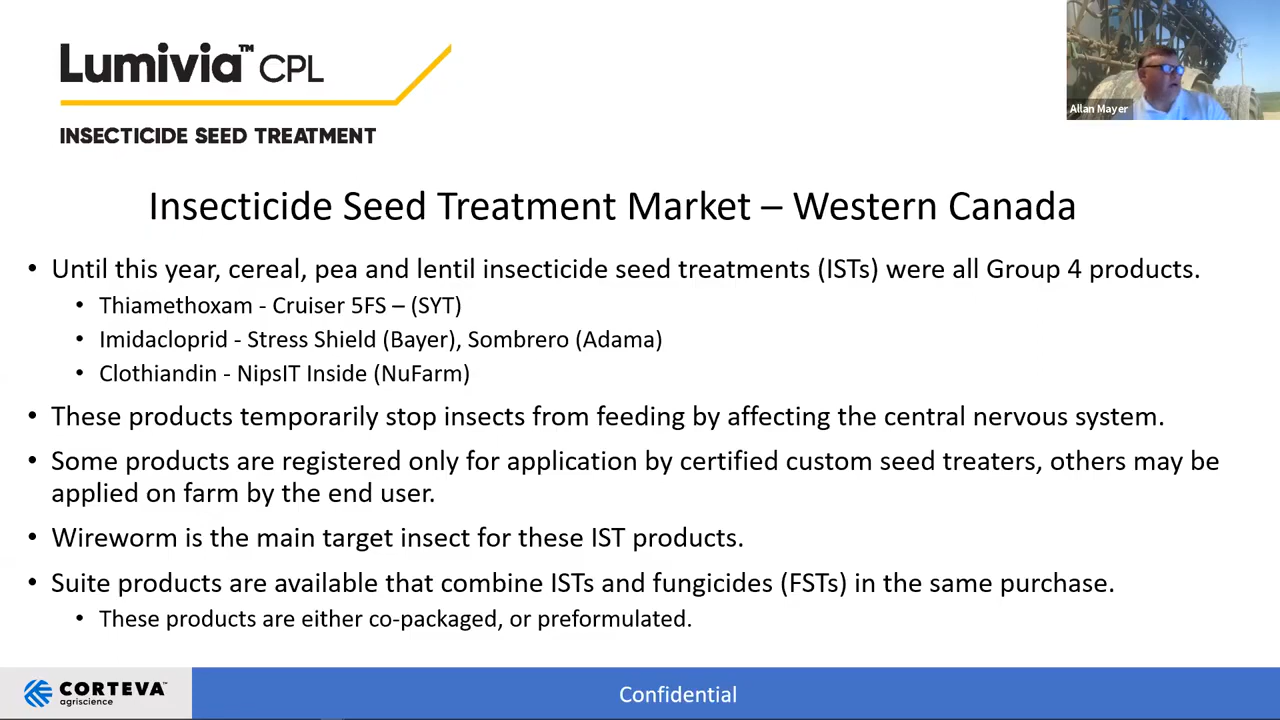 Lumivia™ CPL
INSECTICIDE SEED TREATMENT
Allan Mayer
Insecticide Seed Treatment Market – Western Canada
• Until this year, cereal, pea and lentil insecticide seed treatments (ISTs) were all Group 4 products.
• Thiamethoxam - Cruiser 5FS – (SYT)
• Imidacloprid - Stress Shield (Bayer), Sombrero (Adama)
• Clothiandin - NipsIT Inside (NuFarm)
• These products temporarily stop insects from feeding by affecting the central nervous system.
• Some products are registered only for application by certified custom seed treaters, others may be
applied on farm by the end user.
• Wireworm is the main target insect for these IST products.
• Suite products are available that combine ISTs and fungicides (FSTs) in the same purchase.
• These products are either co-packaged, or preformulated.
CORTEVA™
agriscience
Confidential